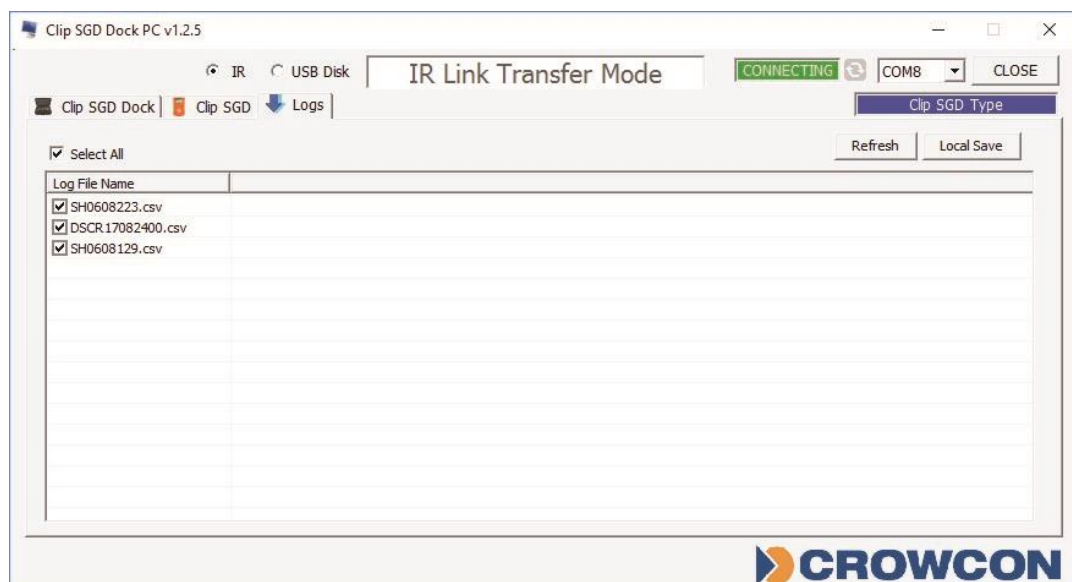 Clip SGD Dock PC v1.2.5
IR USB Disk IR Link Transfer Mode CONNECTING COM8 CLOSE
Clip SGD Dock Clip SGD Logs Clip SGD Type
Select All Refresh Local Save
Log File Name
SH0608223.csv
DSCR17082400.csv
SH0608129.csv
CROWCON